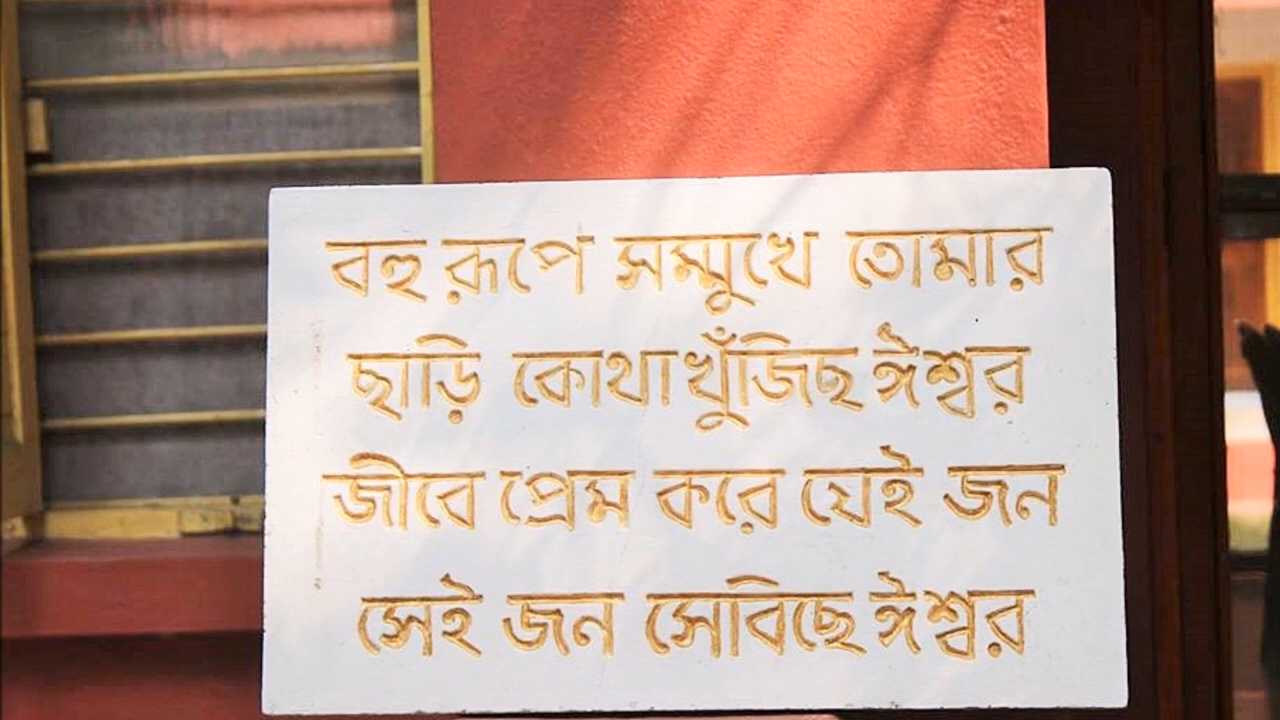 বহু রূপে সম্মুখে তোমার
ছাড়ি কোথা খুঁজিছ ঈশ্বর
জীবে প্রেম করে যেই জন
সেই জন সেবিছে ঈশ্বর